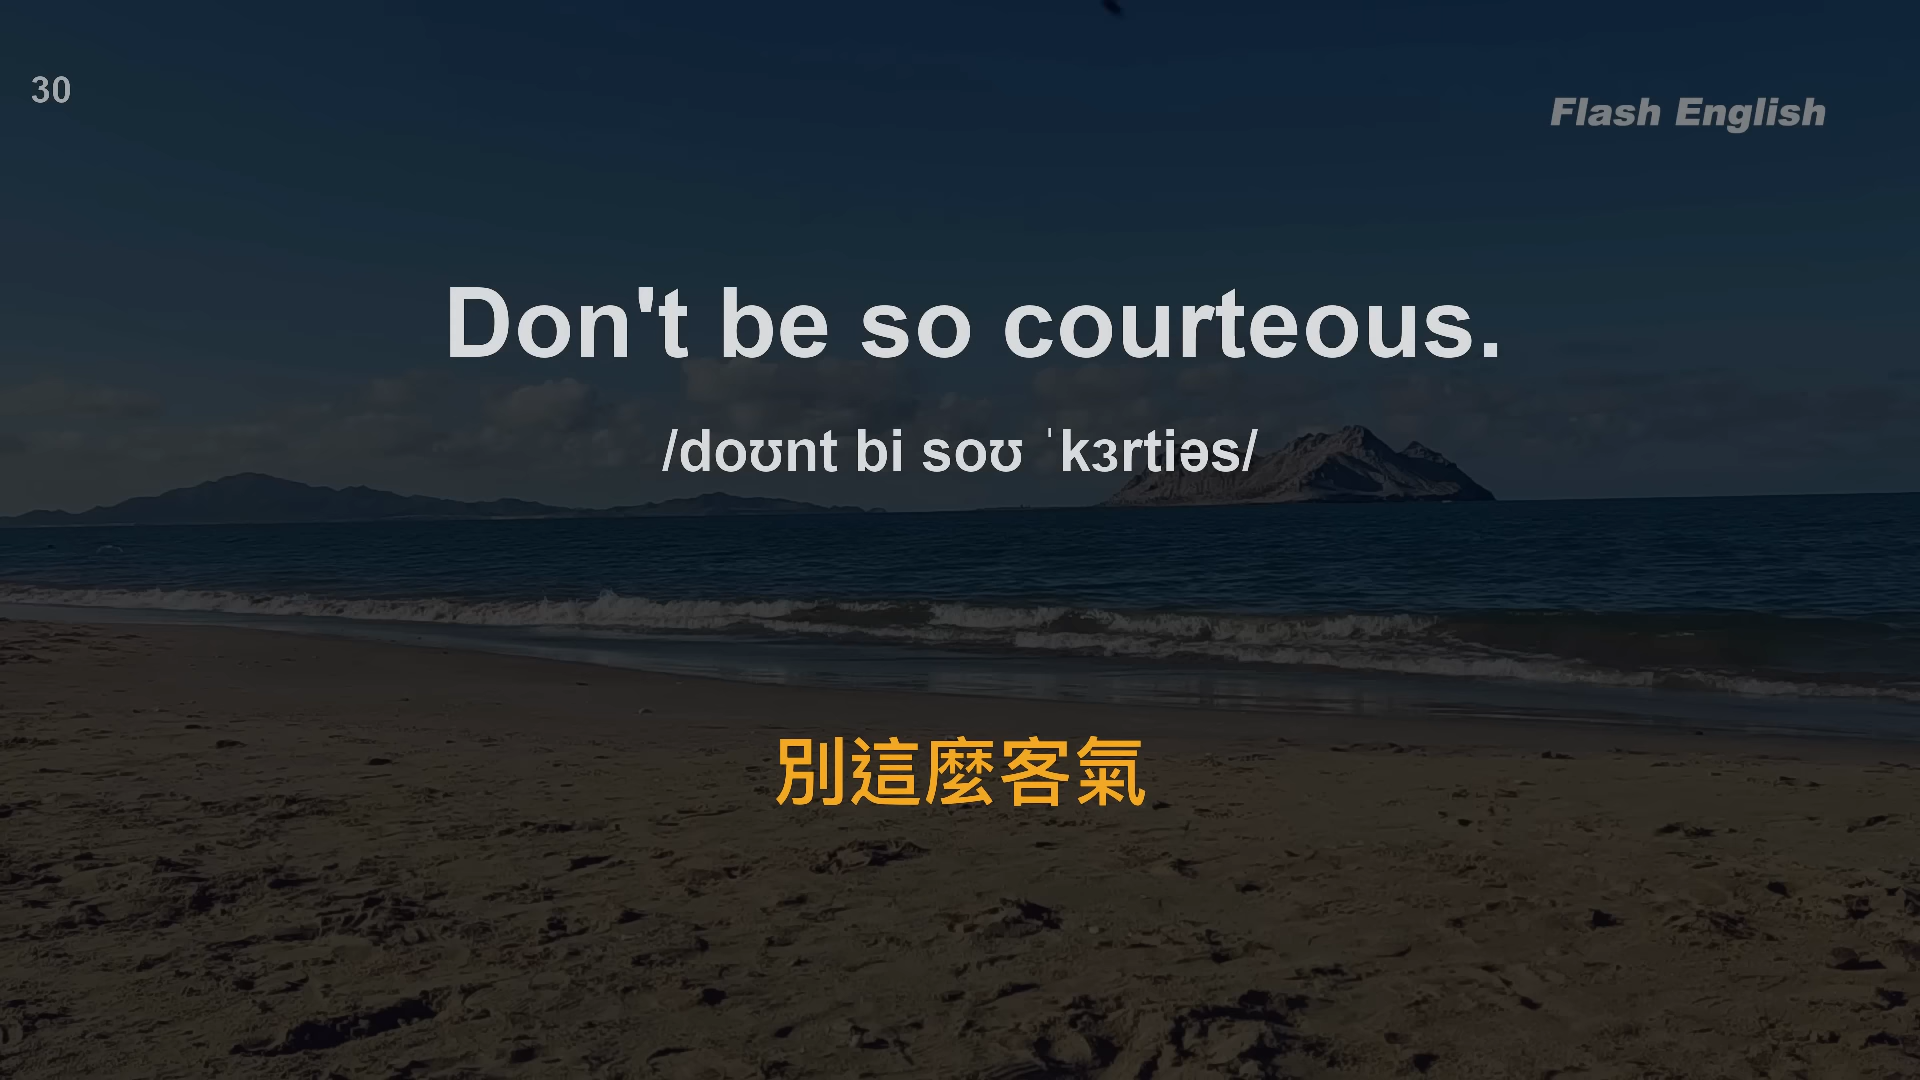 30
Flash English
Don't be so courteous.
/doʊnt bi soʊ ˈkɜrtiəs/
別這麼客氣